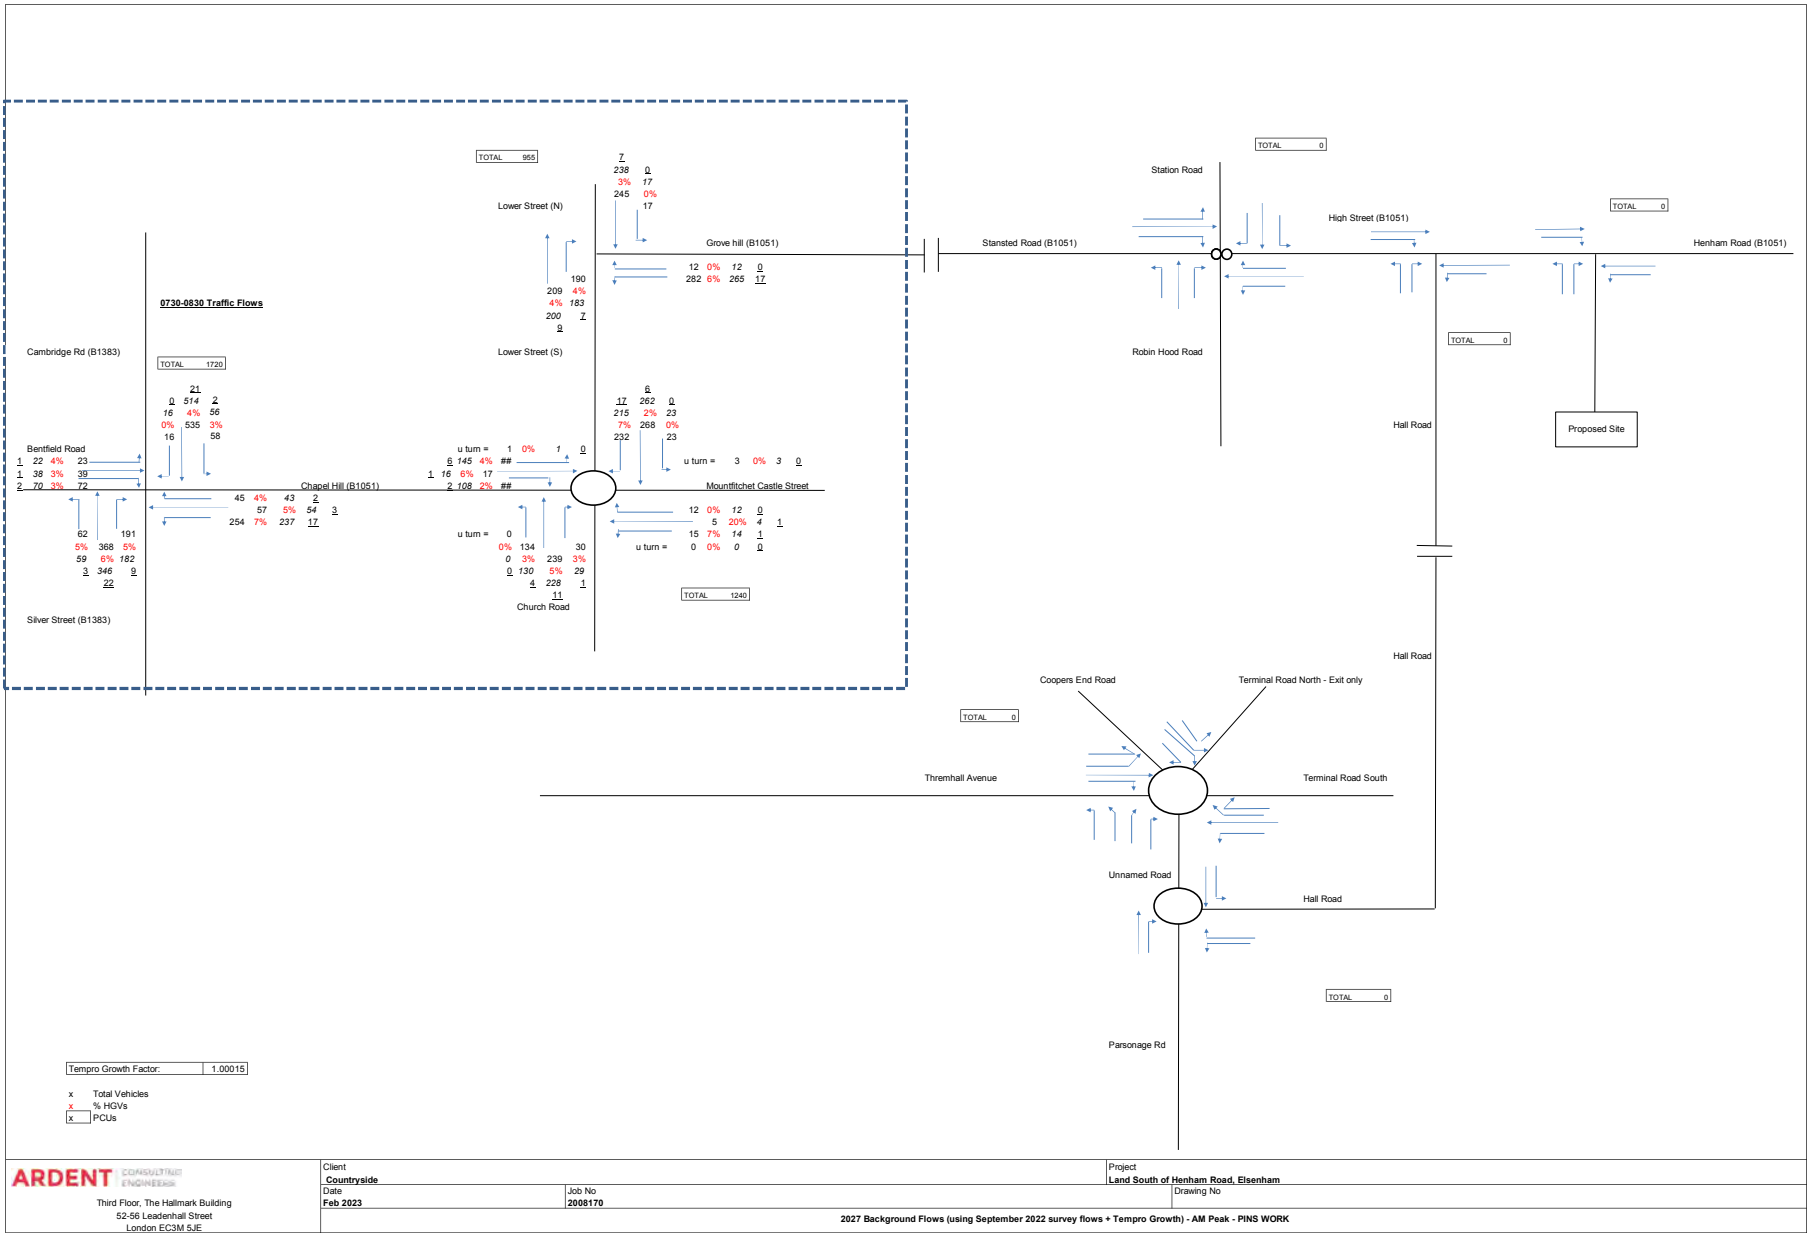 TOTAL 955
7
238 0
3% 17
245 0%
17
Lower Street (N)
Grove hill (B1051)
12 0% 12 0
282 6% 265 17
190
209 4%
4% 183
200 7
9
Lower Street (S)
0730-0830 Traffic Flows
Cambridge Rd (B1383)
TOTAL 1720
21
0 514 2
16 4% 56
0% 535 3%
16 58
Bentfield Road
1 22 4% 23
1 38 3% 39
2 70 3% 72
Chapel Hill (B1051)
45 4% 43 2
57 5% 54 3
254 7% 237 17
62 191
5% 368 5%
59 6% 182
3 346 9
22
Silver Street (B1383)
6
17 262 0
215 2% 23
7% 268 0%
232 23
u turn = 1 0% 1 0
6 145 4% ##
1 16 6% 17
2 108 2% ##
u turn = 3 0% 3 0
Mountfitchet Castle Street
12 0% 12 0
5 20% 4 1
15 7% 14 1
u turn = 0 0% 0 0
u turn = 0
0% 134 30
0 3% 239 3%
0 130 5% 29
4 228 1
11
Church Road
TOTAL 1240
TOTAL 0
Station Road
High Street (B1051)
TOTAL 0
Stansted Road (B1051)
Henham Road (B1051)
Robin Hood Road
TOTAL 0
Hall Road
Proposed Site
Hall Road
Coopers End Road
Terminal Road North - Exit only
TOTAL 0
Thremhall Avenue
Terminal Road South
Unnamed Road
Hall Road
TOTAL 0
Parsonage Rd
Tempro Growth Factor: 1.00015
x Total Vehicles
x % HGVs
x PCUs
ARDENT CONSULTING ENGINEERS
Third Floor, The Hallmark Building
52-56 Leadenhall Street
London EC3M 5JE
Client
Countryside
Project
Land South of Henham Road, Elsenham
Date
Feb 2023
Job No
2008170
Drawing No
2027 Background Flows (using September 2022 survey flows + Tempro Growth) - AM Peak - PINS WORK